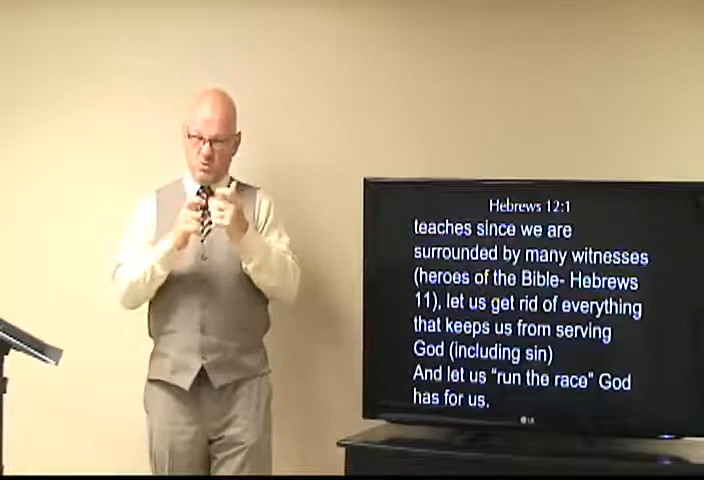 Hebrews 12:1
teaches since we are
surrounded by many witnesses
(heroes of the Bible- Hebrews
11), let us get rid of everything
that keeps us from serving
God (including sin)
And let us "run the race" God
has for us.
LG